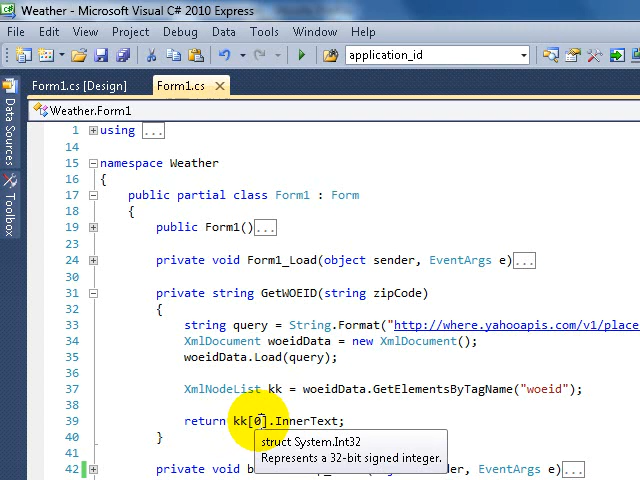 Weather - Microsoft Visual C# 2010 Express
File Edit View Project Debug Data Tools Window Help
application_id
Form1.cs [Design] Form1.cs
Weather.Form1
Data Sources
Toolbox
1 using ...
14
15 namespace Weather
16 {
17 public partial class Form1 : Form
18 {
19 public Form1()...
23
24 private void Form1_Load(object sender, EventArgs e)...
30
31 private string GetWOEID(string zipCode)
32 {
33 string query = String.Format("http://where.yahooapis.com/v1/places
34 XmlDocument woeidData = new XmlDocument();
35 woeidData.Load(query);
36
37 XmlNodeList kk = woeidData.GetElementsByTagName("woeid");
38
39 return kk[0].InnerText;
40 }
41
struct System.Int32
Represents a 32-bit signed integer.
42 private void b
der, EventArgs e)...